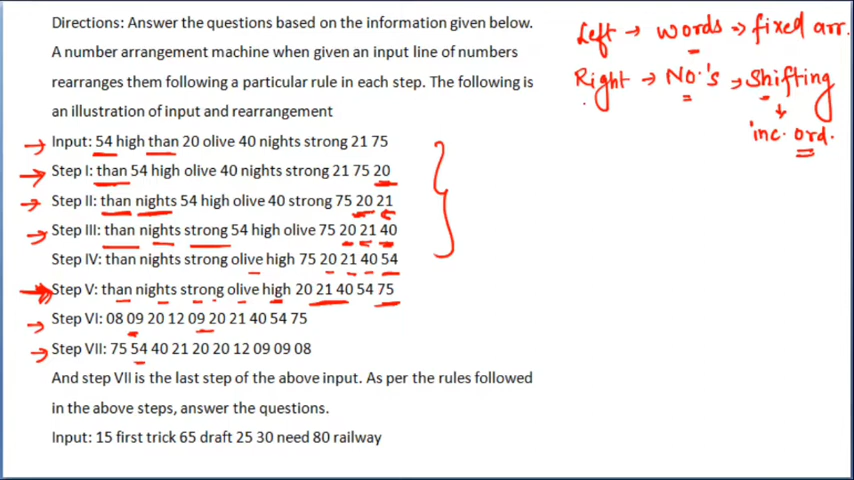 Directions: Answer the questions based on the information given below.
A number arrangement machine when given an input line of numbers
rearranges them following a particular rule in each step. The following is
an illustration of input and rearrangement
Input: 54 high than 20 olive 40 nights strong 21 75
Step I: than 54 high olive 40 nights strong 21 75 20
Step II: than nights 54 high olive 40 strong 75 20 21
Step III: than nights strong 54 high olive 75 20 21 40
Step IV: than nights strong olive high 75 20 21 40 54
Step V: than nights strong olive high 20 21 40 54 75
Step VI: 08 09 20 12 09 20 21 40 54 75
Step VII: 75 54 40 21 20 20 12 09 09 08
And step VII is the last step of the above input. As per the rules followed
in the above steps, answer the questions.
Input: 15 first trick 65 draft 25 30 need 80 railway
Left → words → fixed arr.
Right → No.'s → Shifting
↓
inc. ord.